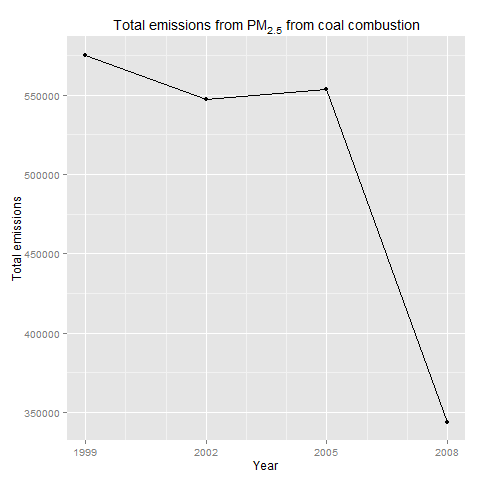 Total emissions from PM2.5 from coal combustion
Total emissions
550000
500000
450000
400000
350000
1999 2002 2005 2008
Year